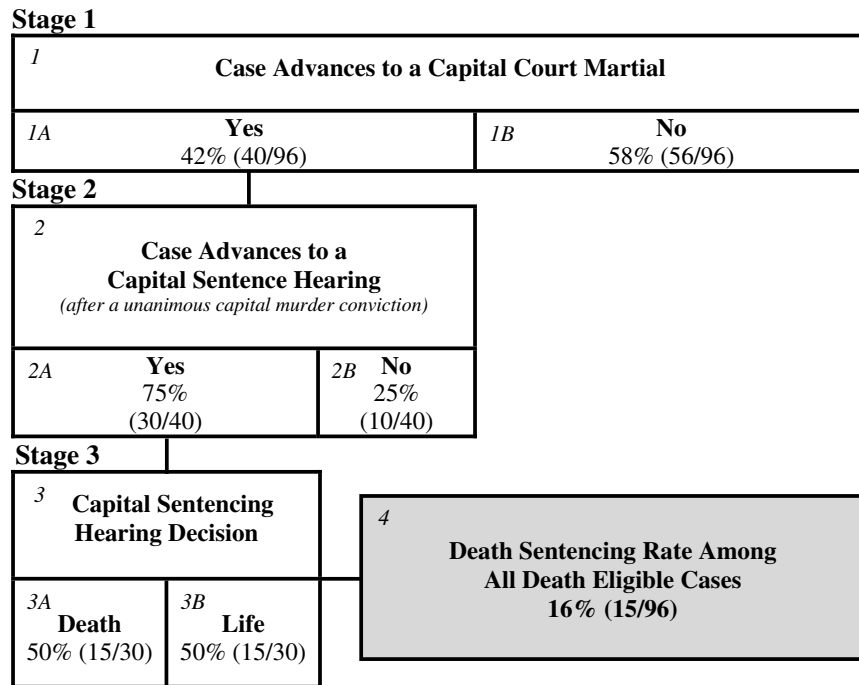 Stage 1
1
Case Advances to a Capital Court Martial
1A
Yes
42% (40/96)
1B
No
58% (56/96)
Stage 2
2
Case Advances to a
Capital Sentence Hearing
(after a unanimous capital murder conviction)
2A
Yes
75%
(30/40)
2B
No
25%
(10/40)
Stage 3
3
Capital Sentencing
Hearing Decision
3A
Death
50% (15/30)
3B
Life
50% (15/30)
4
Death Sentencing Rate Among
All Death Eligible Cases
16% (15/96)